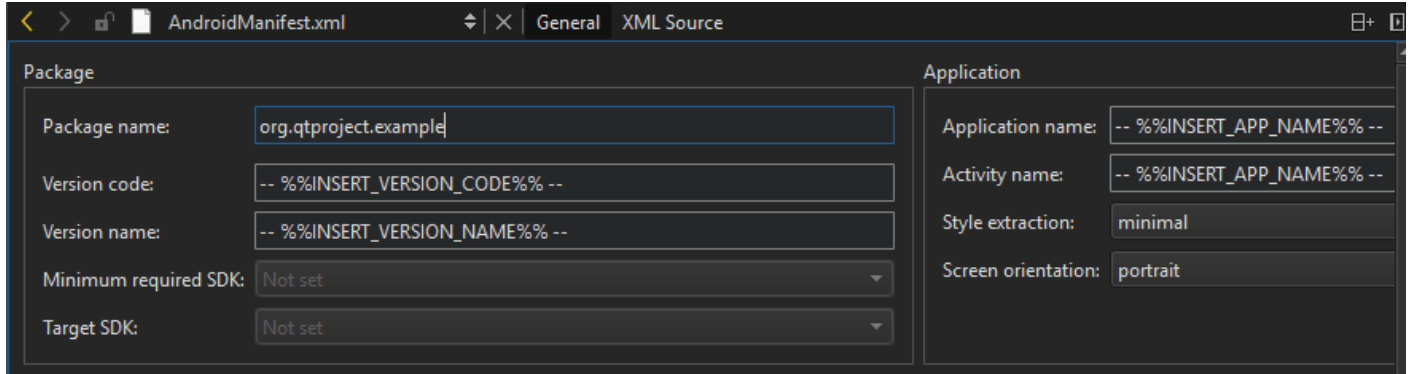 AndroidManifest.xml General XML Source
Package
Package name: org.qtproject.example
Version code: -- %%INSERT_VERSION_CODE%% --
Version name: -- %%INSERT_VERSION_NAME%% --
Minimum required SDK: Not set
Target SDK: Not set
Application
Application name: -- %%INSERT_APP_NAME%% --
Activity name: -- %%INSERT_APP_NAME%% --
Style extraction: minimal
Screen orientation: portrait